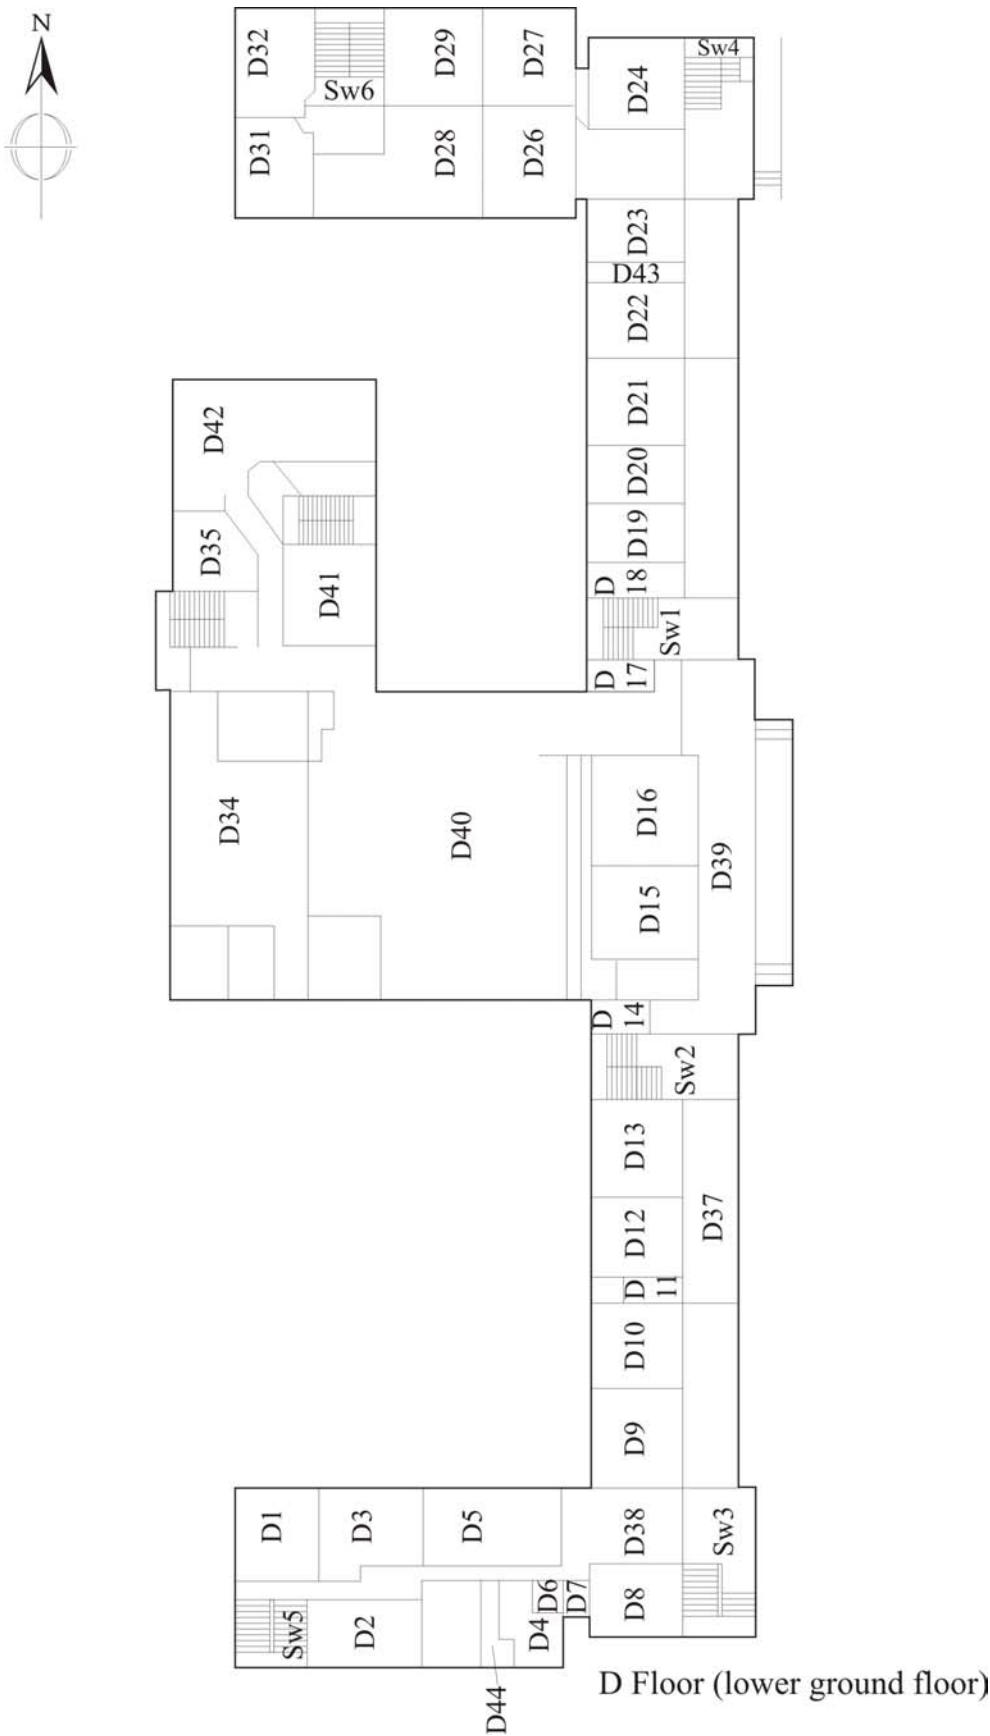 N
D32
Sw6
D29
D27
D24
Sw4
D31
D28
D26
D23
D43
D22
D21
D20
D19
D
18
Sw1
D
17
D42
D35
D41
D34
D40
D16
D15
D39
D
14
Sw2
D13
D12
D37
D
11
D10
D9
D1
D3
D5
D38
Sw3
D6
D7
D8
Sw5
D2
D4
D44
D Floor (lower ground floor)